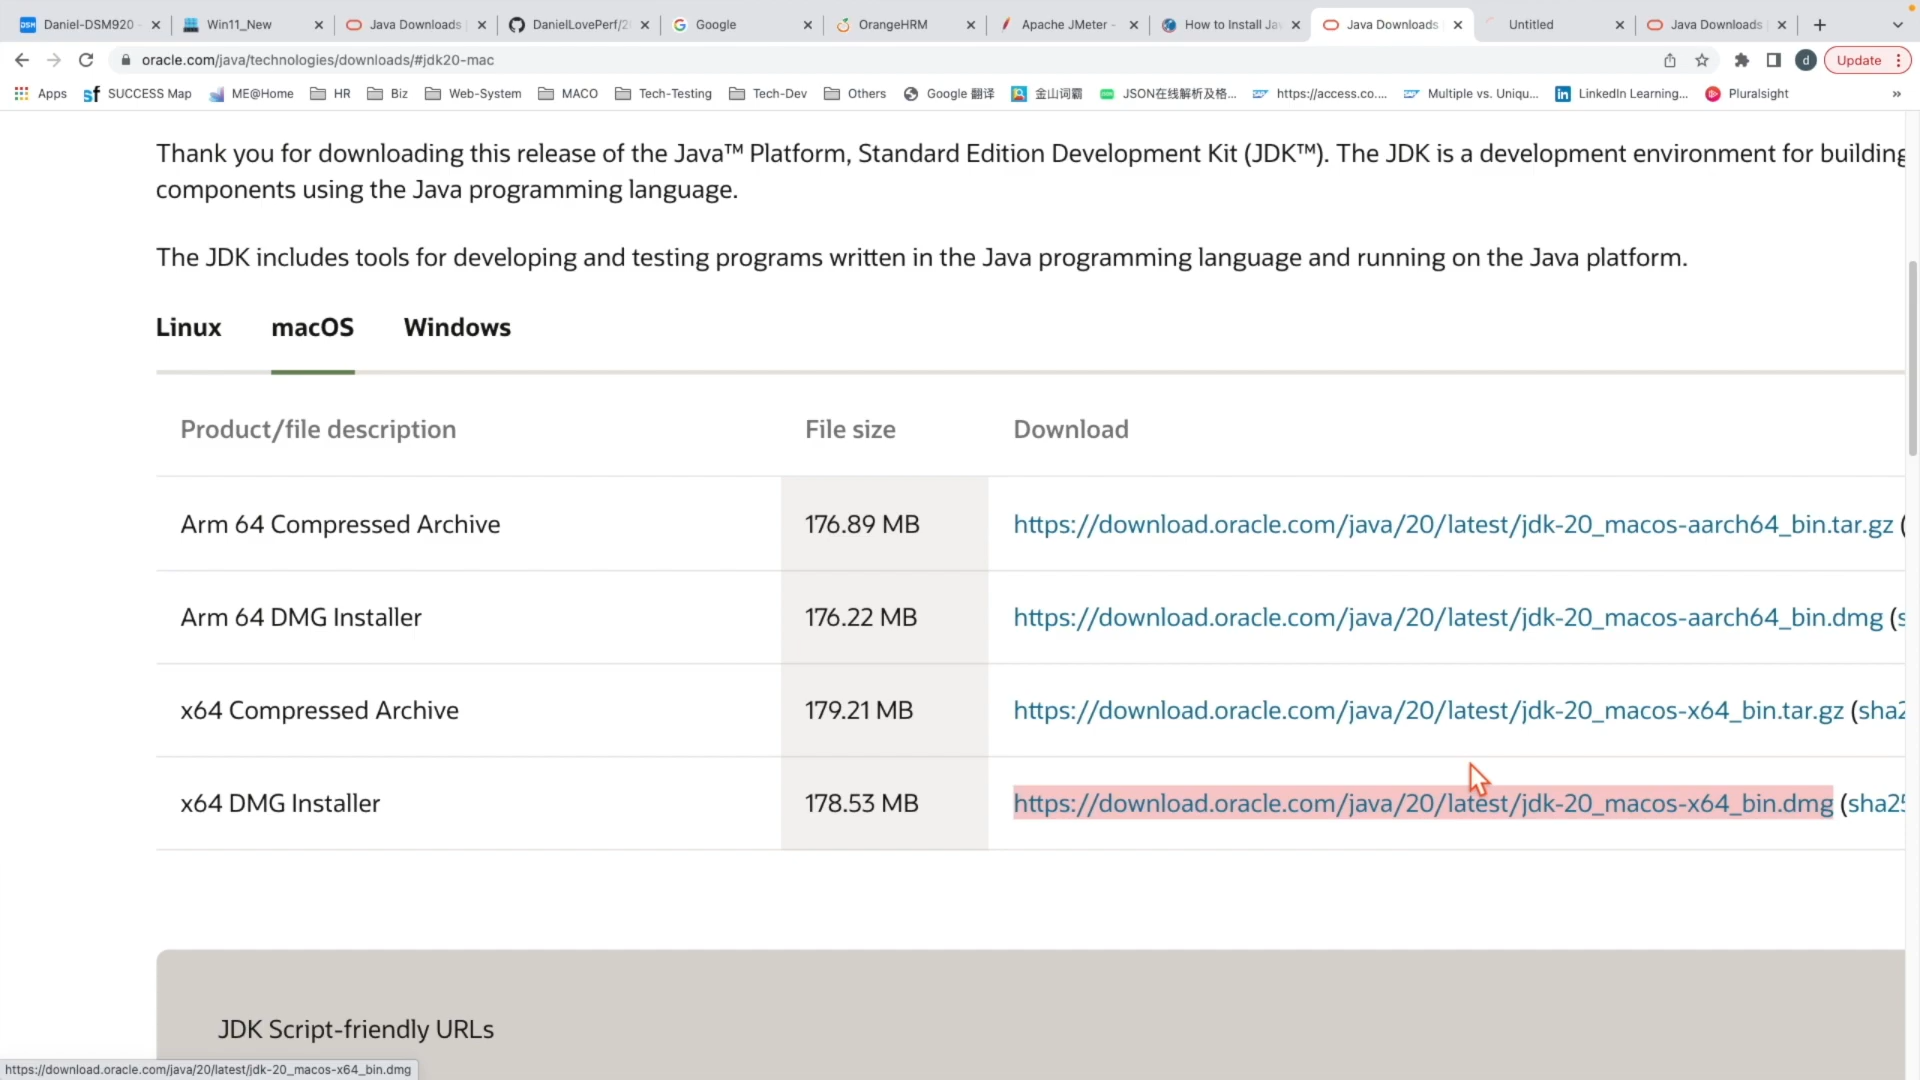 Daniel-DSM920 Win11_New Java Downloads DanielLovePerf/2 Google OrangeHRM Apache JMeter - How to Install Ja Java Downloads Untitled Java Downloads
oracle.com/java/technologies/downloads/#jdk20-mac d Update
Apps SUCCESS Map ME@Home HR Biz Web-System MACO Tech-Testing Tech-Dev Others Google 翻译 金山词霸 JSON在线解析及格... https://access.co.... Multiple vs. Uniqu... LinkedIn Learning... Pluralsight »
Thank you for downloading this release of the Java™ Platform, Standard Edition Development Kit (JDK™). The JDK is a development environment for building
components using the Java programming language.
The JDK includes tools for developing and testing programs written in the Java programming language and running on the Java platform.
Linux macOS Windows
Product/file description File size Download
Arm 64 Compressed Archive 176.89 MB https://download.oracle.com/java/20/latest/jdk-20_macos-aarch64_bin.tar.gz (
Arm 64 DMG Installer 176.22 MB https://download.oracle.com/java/20/latest/jdk-20_macos-aarch64_bin.dmg (s
x64 Compressed Archive 179.21 MB https://download.oracle.com/java/20/latest/jdk-20_macos-x64_bin.tar.gz (sha2
x64 DMG Installer 178.53 MB https://download.oracle.com/java/20/latest/jdk-20_macos-x64_bin.dmg (sha25
JDK Script-friendly URLs
https://download.oracle.com/java/20/latest/jdk-20_macos-x64_bin.dmg